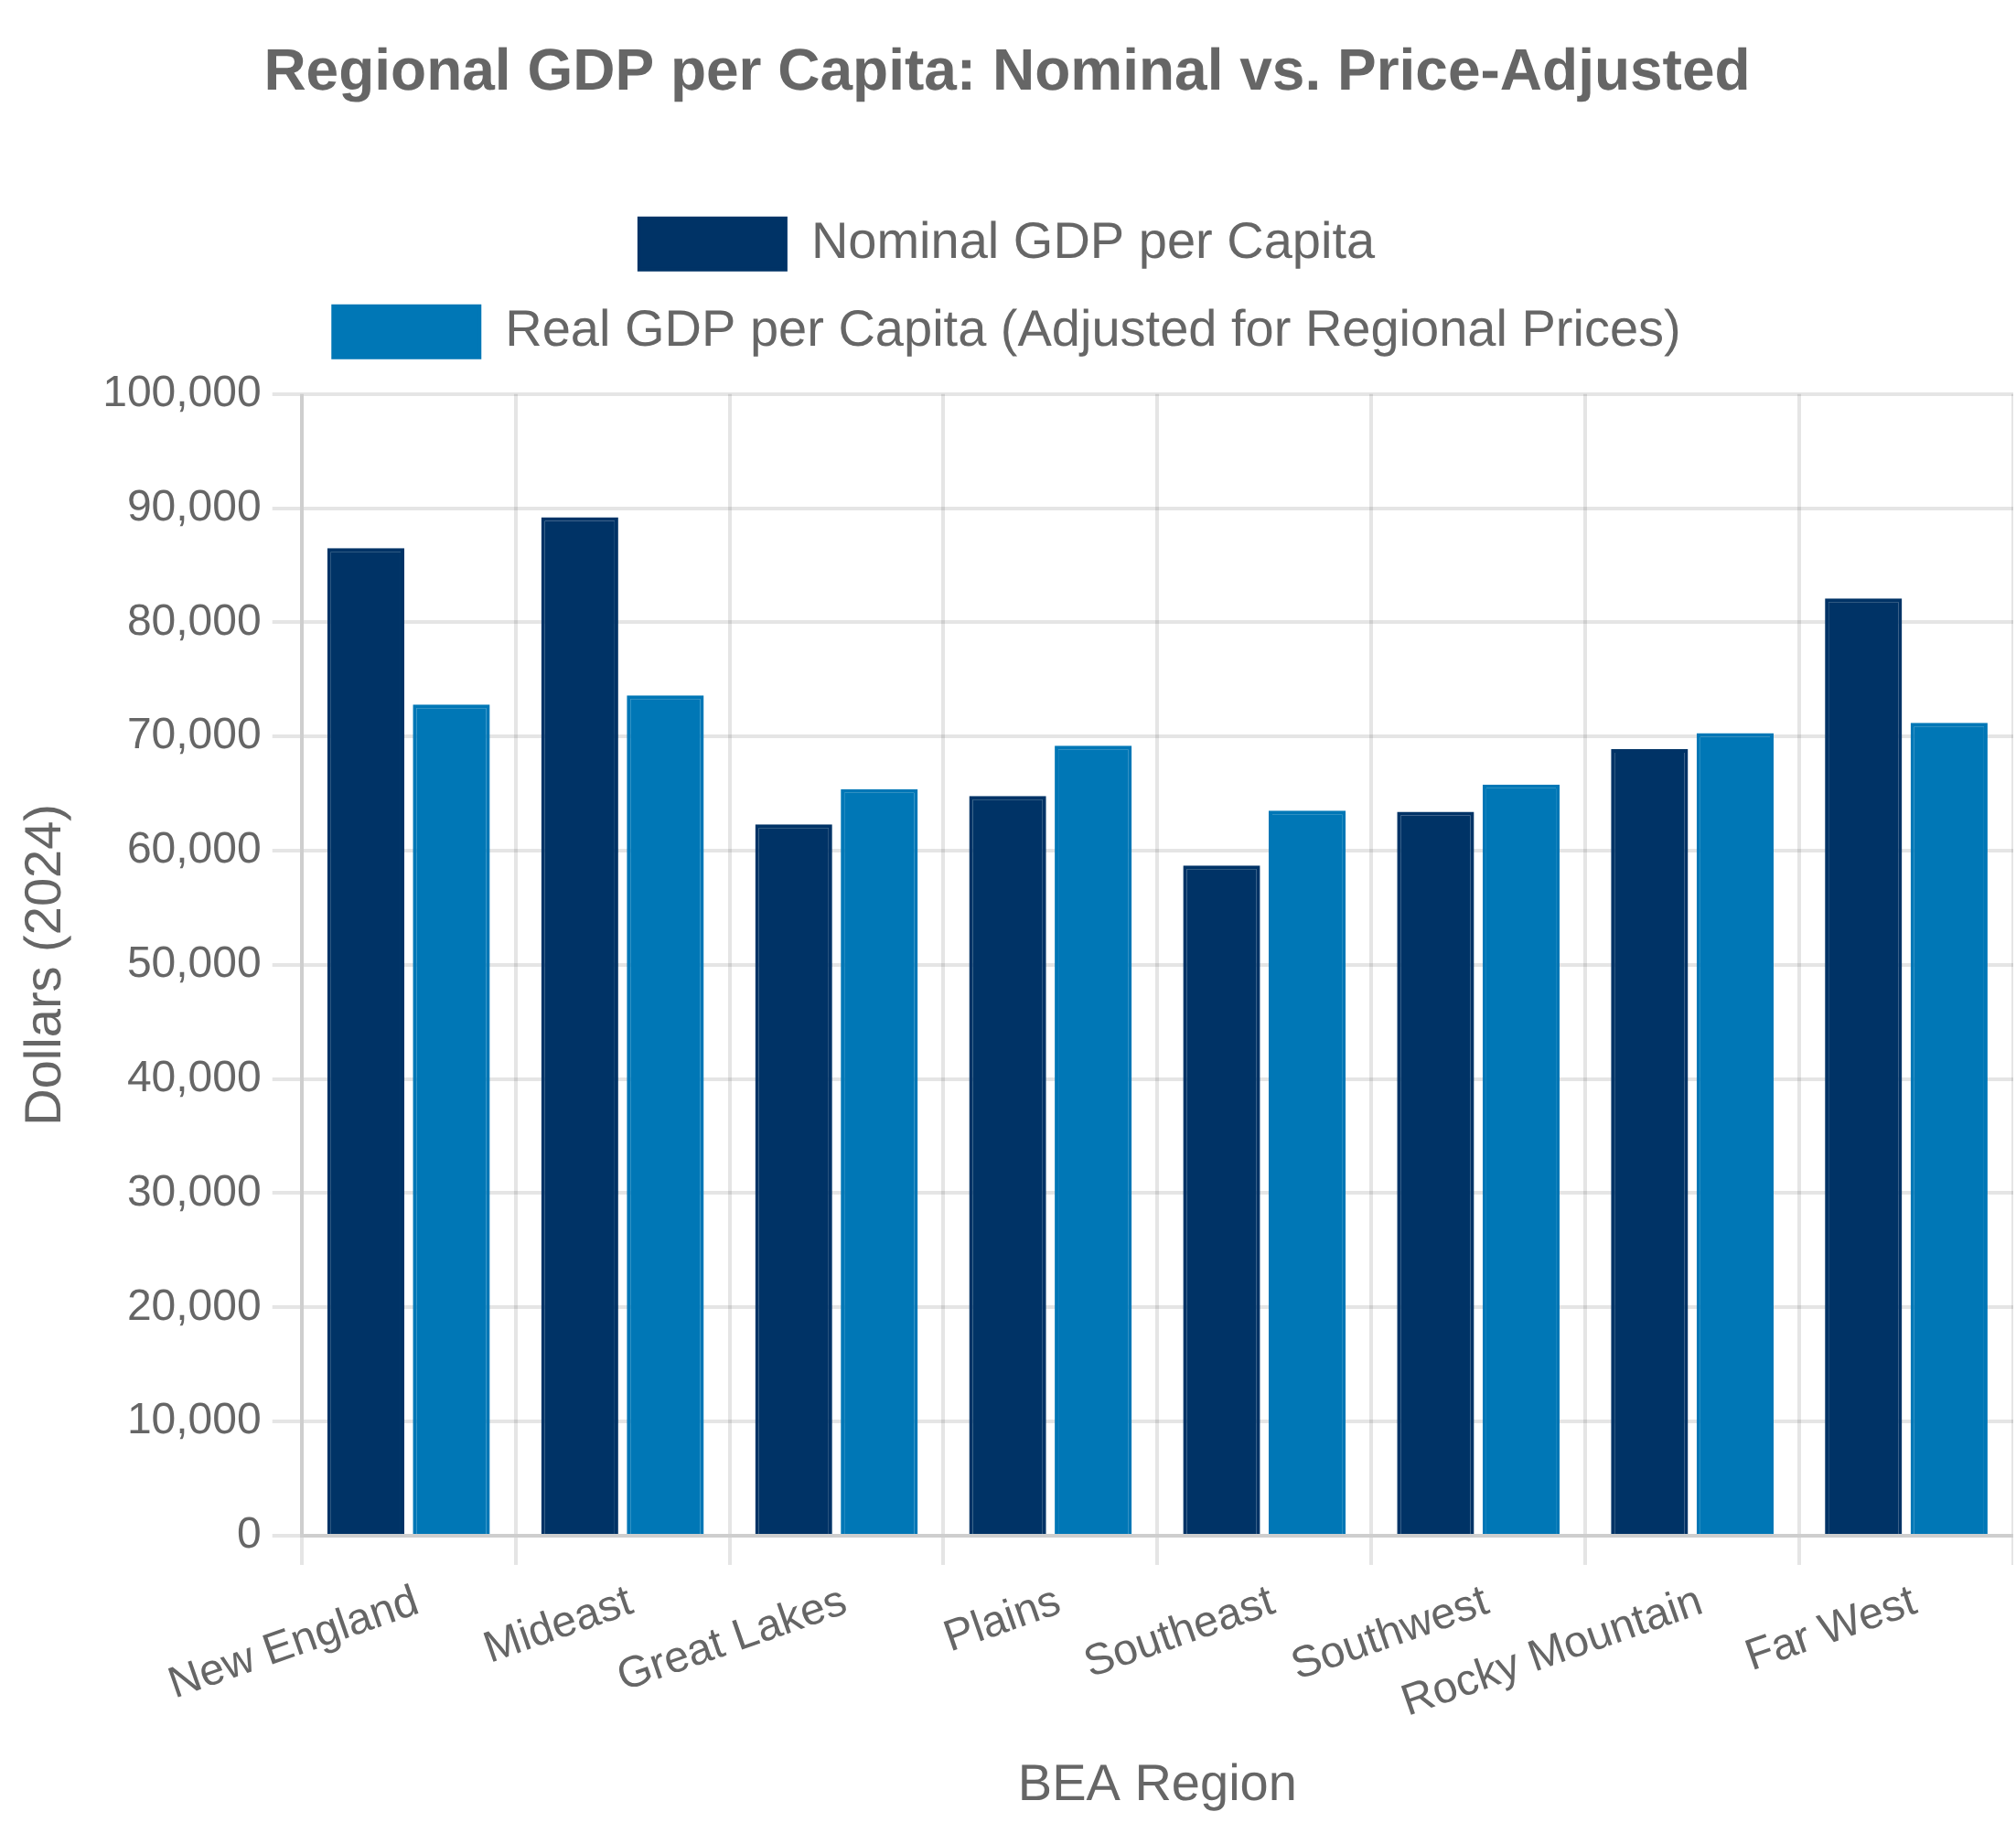 Regional GDP per Capita: Nominal vs. Price-Adjusted
Nominal GDP per Capita
Real GDP per Capita (Adjusted for Regional Prices)
100,000
90,000
80,000
70,000
60,000
50,000
40,000
30,000
20,000
10,000
0
Dollars (2024)
New England
Mideast
Great Lakes
Plains
Southeast
Southwest
Rocky Mountain
Far West
BEA Region